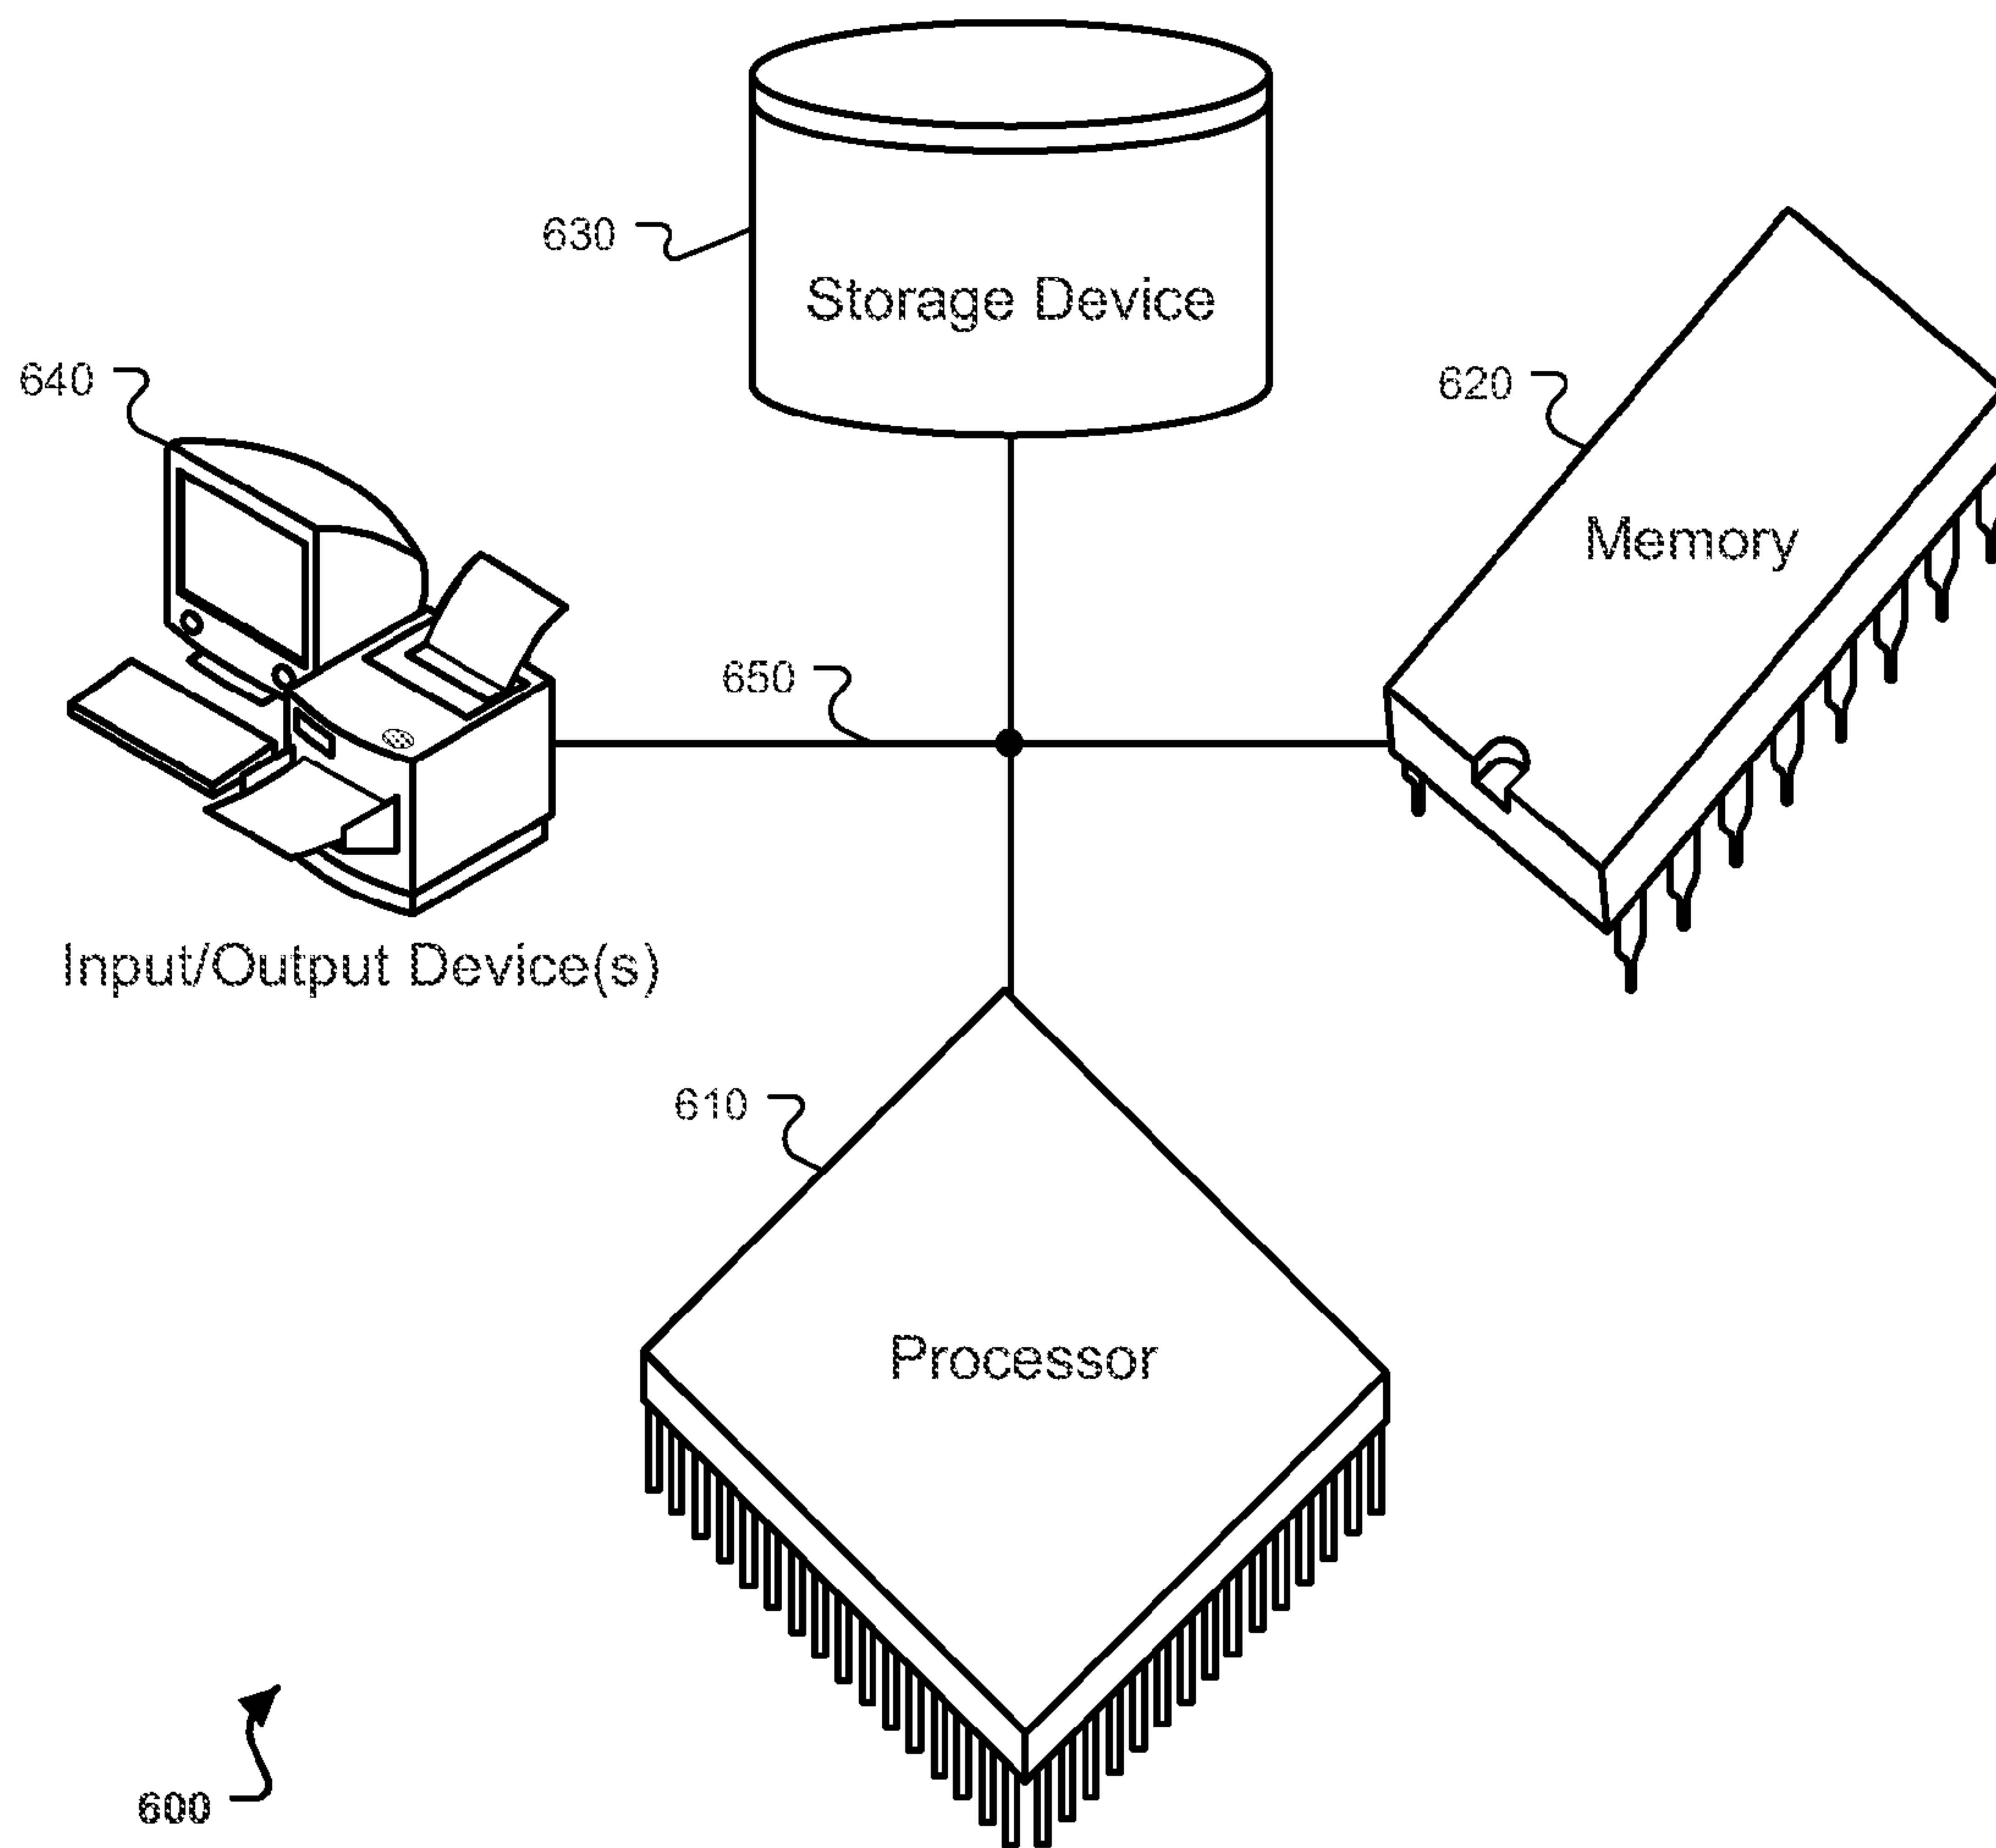 630
Storage Device
640
620
Memory
650
Input/Output Device(s)
610
Processor
600